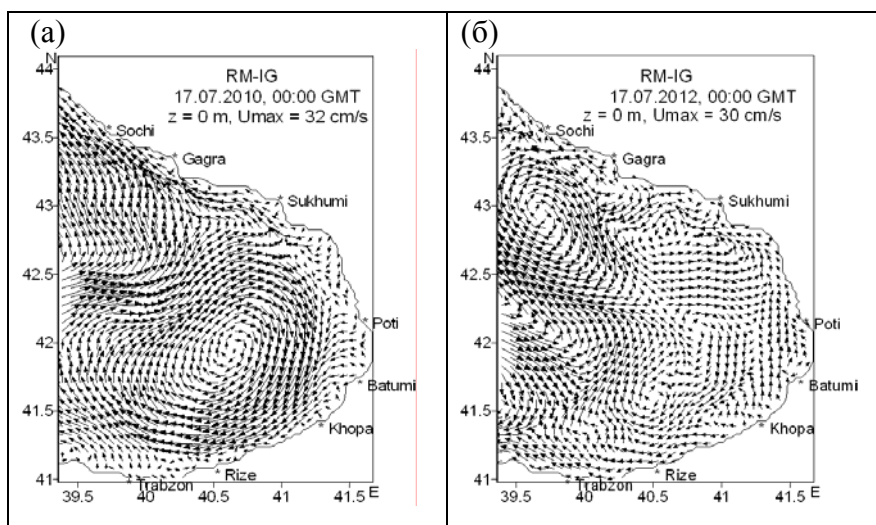 (а)
N
44
RM-IG
17.07.2010, 00:00 GMT
z = 0 m, Umax = 32 cm/s
43.5
Sochi
Gagra
43
Sukhumi
42.5
Poti
42
Batumi
41.5
Khopa
Rize
41
Trabzon
39.5 40 40.5 41 41.5 E
(б)
N
44
RM-IG
17.07.2012, 00:00 GMT
z = 0 m, Umax = 30 cm/s
43.5
Sochi
Gagra
43
Sukhumi
42.5
Poti
42
Batumi
41.5
Khopa
Rize
41
Trabzon
39.5 40 40.5 41 41.5 E